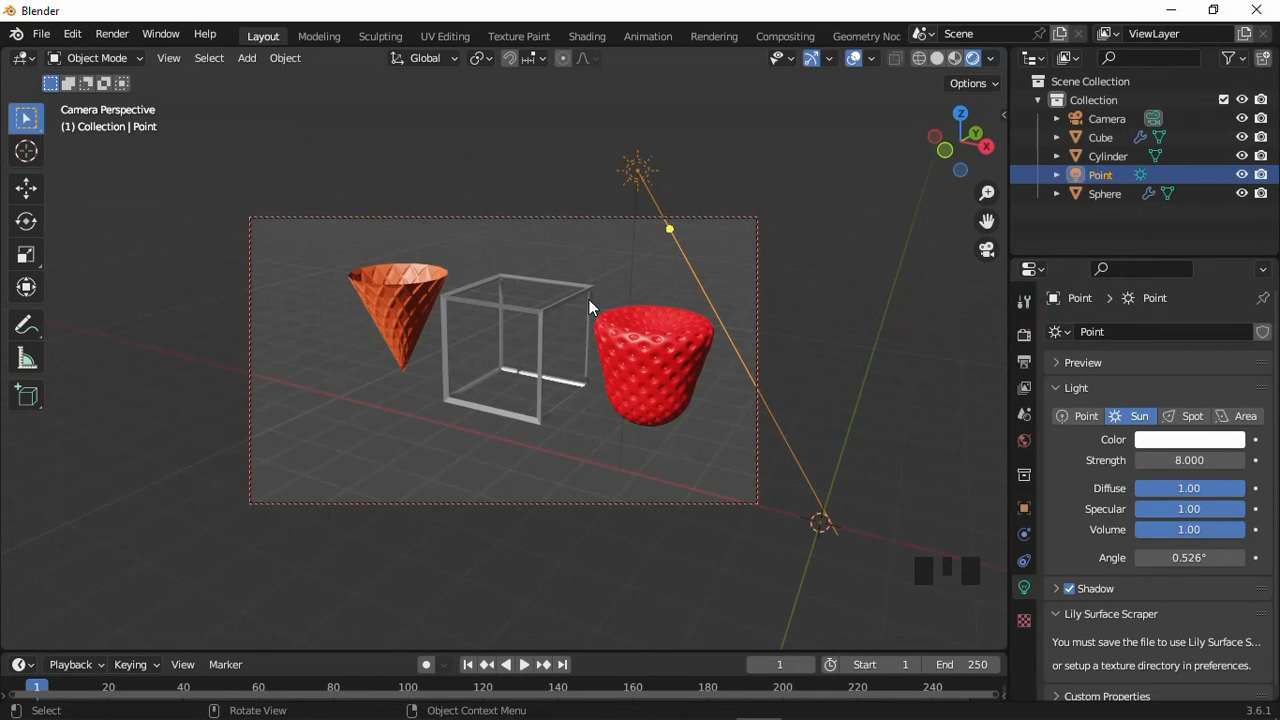 Blender
File Edit Render Window Help Layout Modeling Sculpting UV Editing Texture Paint Shading Animation Rendering Compositing Geometry Noc Scene ViewLayer
Object Mode View Select Add Object Global
Options
Camera Perspective
(1) Collection | Point
Z
Y
X
Scene Collection
Collection
Camera
Cube
Cylinder
Point
Sphere
Point > Point
Point
Preview
Light
Point Sun Spot Area
Color
Strength 8.000
Diffuse 1.00
Specular 1.00
Volume 1.00
Angle 0.526°
Shadow
Lily Surface Scraper
You must save the file to use Lily Surface S...
or setup a texture directory in preferences.
Custom Properties
Playback Keying View Marker 1 Start 1 End 250
1 20 40 60 80 100 120 140 160 180 200 220 240
Select Rotate View Object Context Menu 3.6.1